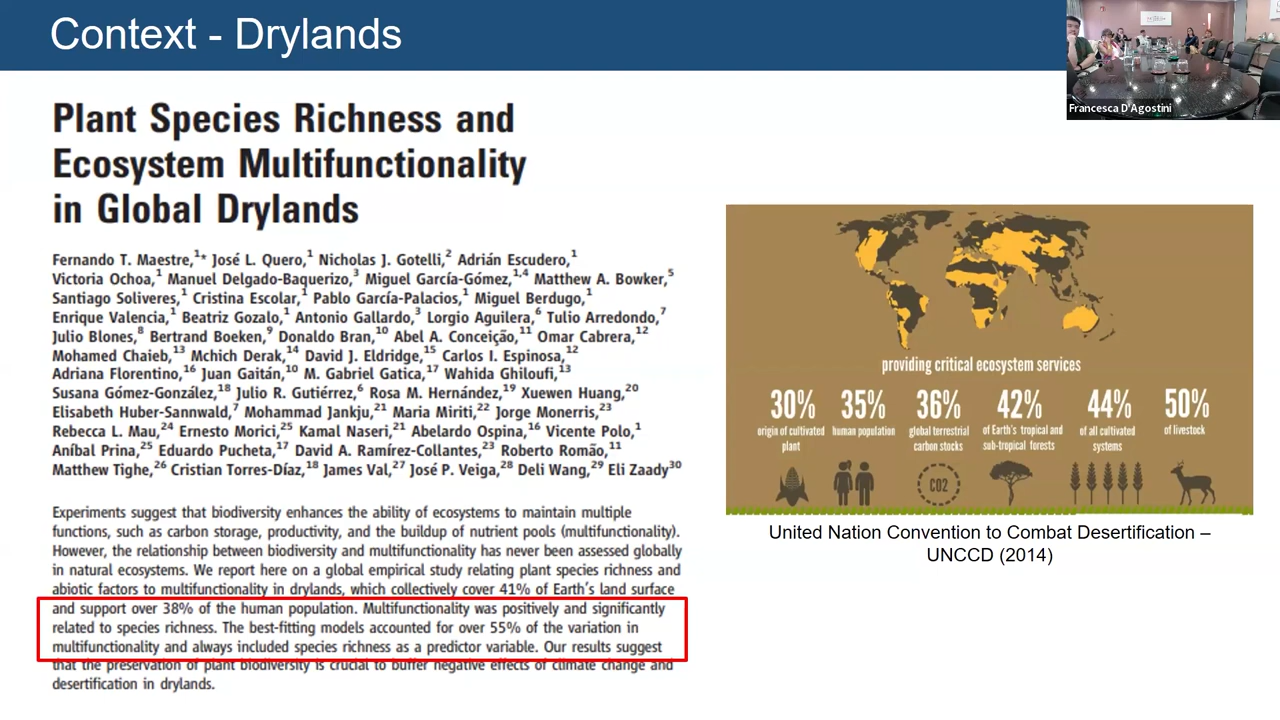 Context - Drylands
Francesca D'Agostini
Plant Species Richness and
Ecosystem Multifunctionality
in Global Drylands
Fernando T. Maestre,¹* José L. Quero,¹ Nicholas J. Gotelli,² Adrián Escudero,¹
Victoria Ochoa,¹ Manuel Delgado-Baquerizo,³ Miguel García-Gómez,¹,⁴ Matthew A. Bowker,⁵
Santiago Soliveres,¹ Cristina Escolar,¹ Pablo García-Palacios,¹ Miguel Berdugo,¹
Enrique Valencia,¹ Beatriz Gozalo,¹ Antonio Gallardo,³ Lorgio Aguilera,⁶ Tulio Arredondo,⁷
Julio Blones,⁸ Bertrand Boeken,⁹ Donaldo Bran,¹⁰ Abel A. Conceição,¹¹ Omar Cabrera,¹²
Mohamed Chaieb,¹³ Mchich Derak,¹⁴ David J. Eldridge,¹⁵ Carlos I. Espinosa,¹²
Adriana Florentino,¹⁶ Juan Gaitán,¹⁰ M. Gabriel Gatica,¹⁷ Wahida Ghiloufi,¹³
Susana Gómez-González,¹⁸ Julio R. Gutiérrez,⁶ Rosa M. Hernández,¹⁹ Xuewen Huang,²⁰
Elisabeth Huber-Sannwald,⁷ Mohammad Jankju,²¹ Maria Miriti,²² Jorge Monerris,²³
Rebecca L. Mau,²⁴ Ernesto Morici,²⁵ Kamal Naseri,²¹ Abelardo Ospina,¹⁶ Vicente Polo,¹
Aníbal Prina,²⁵ Eduardo Pucheta,¹⁷ David A. Ramírez-Collantes,²³ Roberto Romão,¹¹
Matthew Tighe,²⁶ Cristian Torres-Díaz,¹⁸ James Val,²⁷ José P. Veiga,²⁸ Deli Wang,²⁹ Eli Zaady³⁰
Experiments suggest that biodiversity enhances the ability of ecosystems to maintain multiple
functions, such as carbon storage, productivity, and the buildup of nutrient pools (multifunctionality).
However, the relationship between biodiversity and multifunctionality has never been assessed globally
in natural ecosystems. We report here on a global empirical study relating plant species richness and
abiotic factors to multifunctionality in drylands, which collectively cover 41% of Earth's land surface
and support over 38% of the human population. Multifunctionality was positively and significantly
related to species richness. The best-fitting models accounted for over 55% of the variation in
multifunctionality and always included species richness as a predictor variable. Our results suggest
that the preservation of plant biodiversity is crucial to buffer negative effects of climate change and
desertification in drylands.
providing critical ecosystem services
30% 35% 36% 42% 44% 50%
origin of cultivated plant
human population
global terrestrial carbon stocks
of Earth's tropical and sub-tropical forests
of all cultivated systems
of livestock
CO2
United Nation Convention to Combat Desertification –
UNCCD (2014)